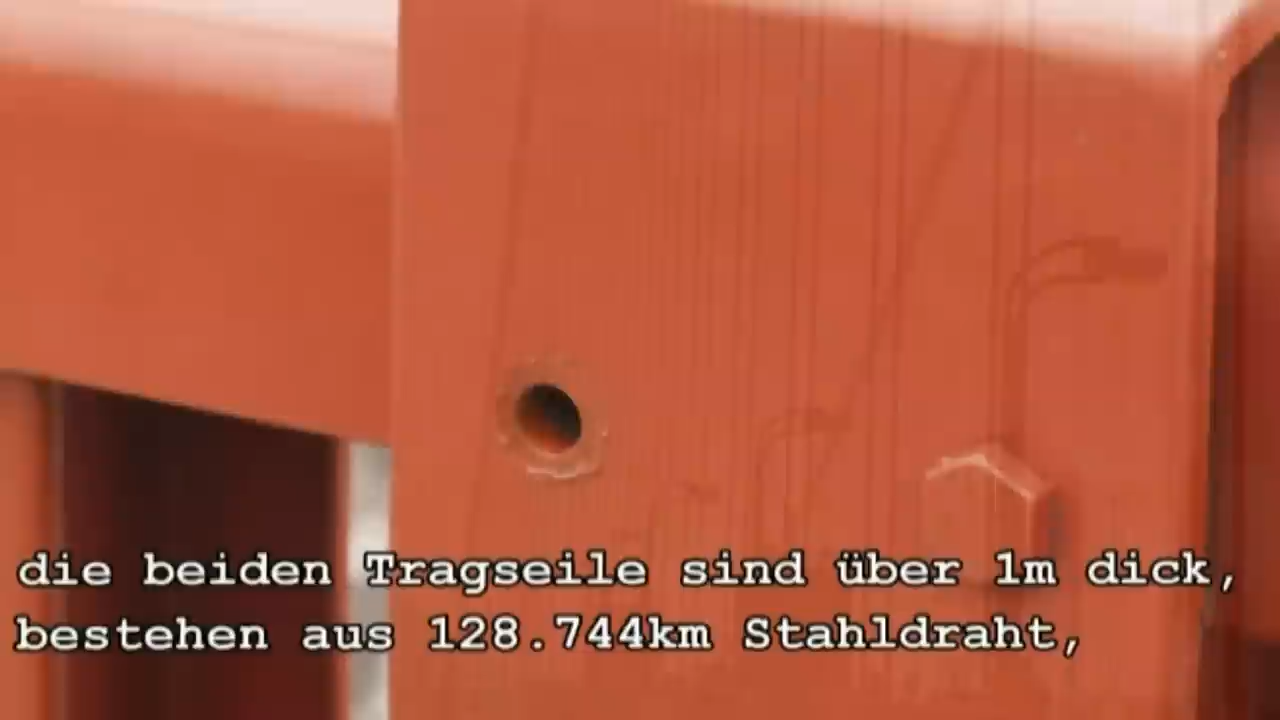 die beiden Tragseile sind über 1m dick,
bestehen aus 128.744km Stahldraht,